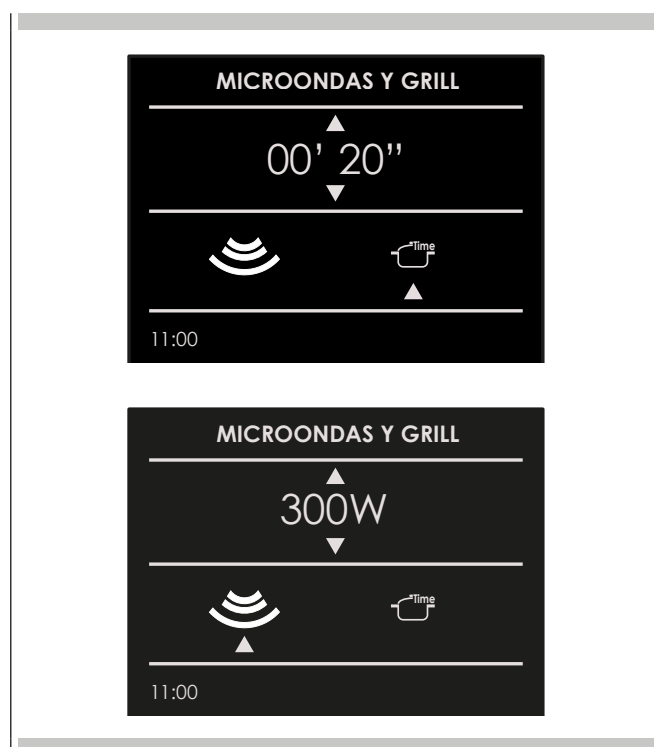 MICROONDAS Y GRILL
00’ 20”
Time
11:00
MICROONDAS Y GRILL
300W
Time
11:00